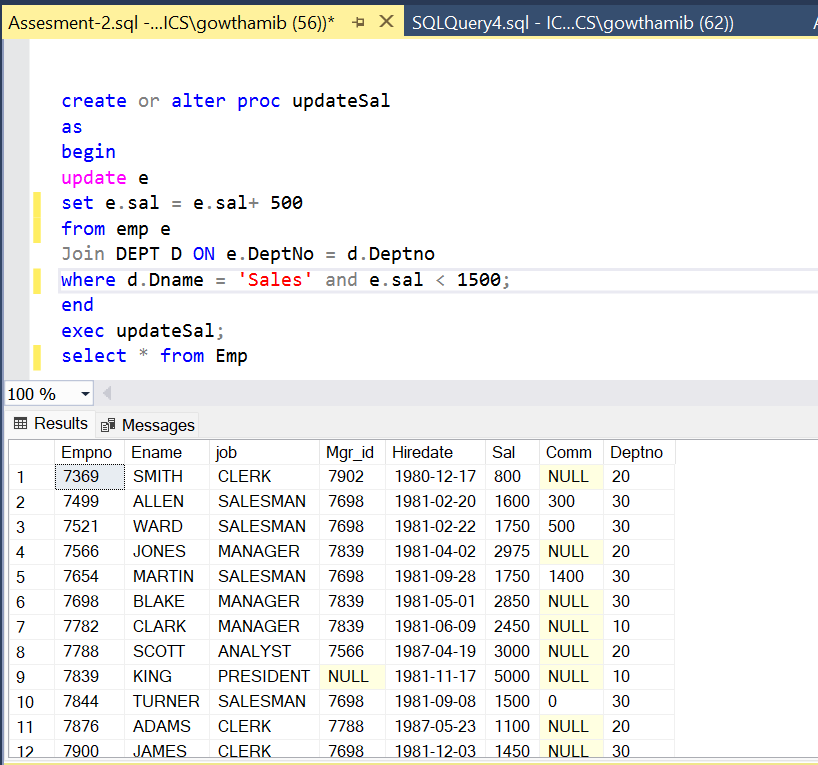 Assesment-2.sql -...ICS\gowthamib (56))* SQLQuery4.sql - IC...CS\gowthamib (62))
create or alter proc updateSal
as
begin
update e
set e.sal = e.sal+ 500
from emp e
Join DEPT D ON e.DeptNo = d.Deptno
where d.Dname = 'Sales' and e.sal < 1500;
end
exec updateSal;
select * from Emp
100 %
Results Messages
Empno Ename job Mgr_id Hiredate Sal Comm Deptno
1 7369 SMITH CLERK 7902 1980-12-17 800 NULL 20
2 7499 ALLEN SALESMAN 7698 1981-02-20 1600 300 30
3 7521 WARD SALESMAN 7698 1981-02-22 1750 500 30
4 7566 JONES MANAGER 7839 1981-04-02 2975 NULL 20
5 7654 MARTIN SALESMAN 7698 1981-09-28 1750 1400 30
6 7698 BLAKE MANAGER 7839 1981-05-01 2850 NULL 30
7 7782 CLARK MANAGER 7839 1981-06-09 2450 NULL 10
8 7788 SCOTT ANALYST 7566 1987-04-19 3000 NULL 20
9 7839 KING PRESIDENT NULL 1981-11-17 5000 NULL 10
10 7844 TURNER SALESMAN 7698 1981-09-08 1500 0 30
11 7876 ADAMS CLERK 7788 1987-05-23 1100 NULL 20
12 7900 JAMES CLERK 7698 1981-12-03 1450 NULL 30